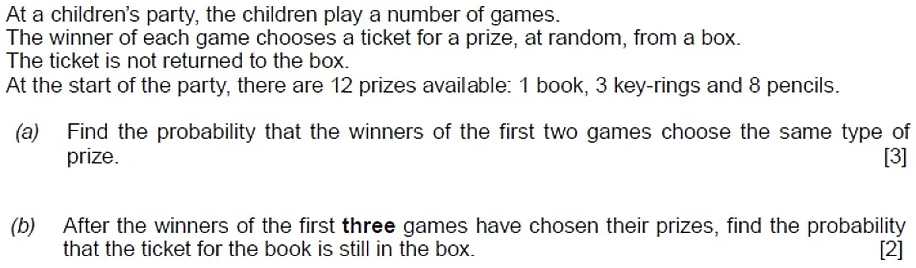 At a children's party, the children play a number of games.
The winner of each game chooses a ticket for a prize, at random, from a box.
The ticket is not returned to the box.
At the start of the party, there are 12 prizes available: 1 book, 3 key-rings and 8 pencils.
(a) Find the probability that the winners of the first two games choose the same type of
prize. [3]
(b) After the winners of the first three games have chosen their prizes, find the probability
that the ticket for the book is still in the box. [2]